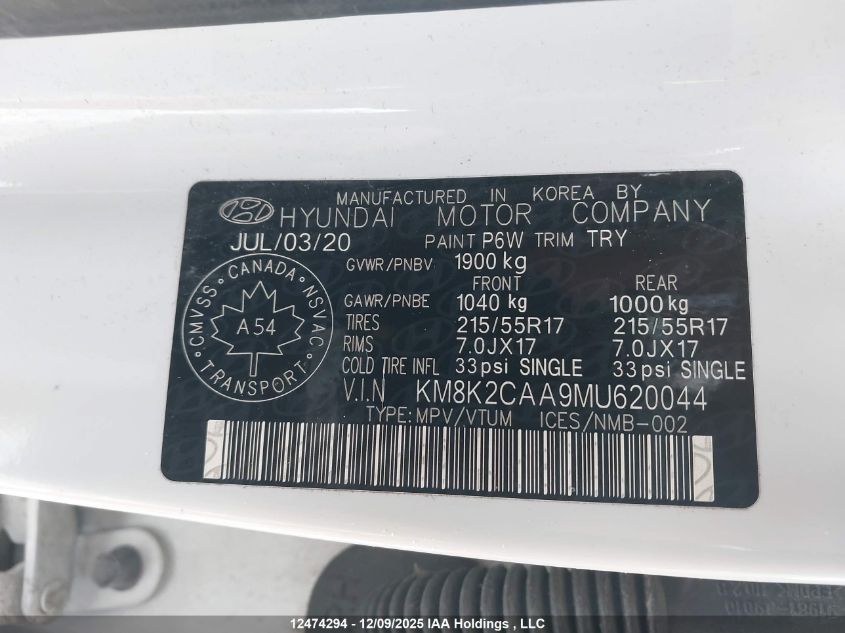 MANUFACTURED IN KOREA BY
HYUNDAI MOTOR COMPANY
JUL/03/20 PAINT P6W TRIM TRY
GVWR/PNBV 1900 kg
FRONT REAR
GAWR/PNBE 1040 kg 1000 kg
TIRES 215/55R17 215/55R17
RIMS 7.0JX17 7.0JX17
COLD TIRE INFL 33psi SINGLE 33psi SINGLE
V.I.N KM8K2CAA9MU620044
TYPE:MPV/VTUM ICES/NMB-002
CMVSS • CANADA • NSVAC • TRANSPORT •
A 54
12474294 - 12/09/2025 IAA Holdings , LLC